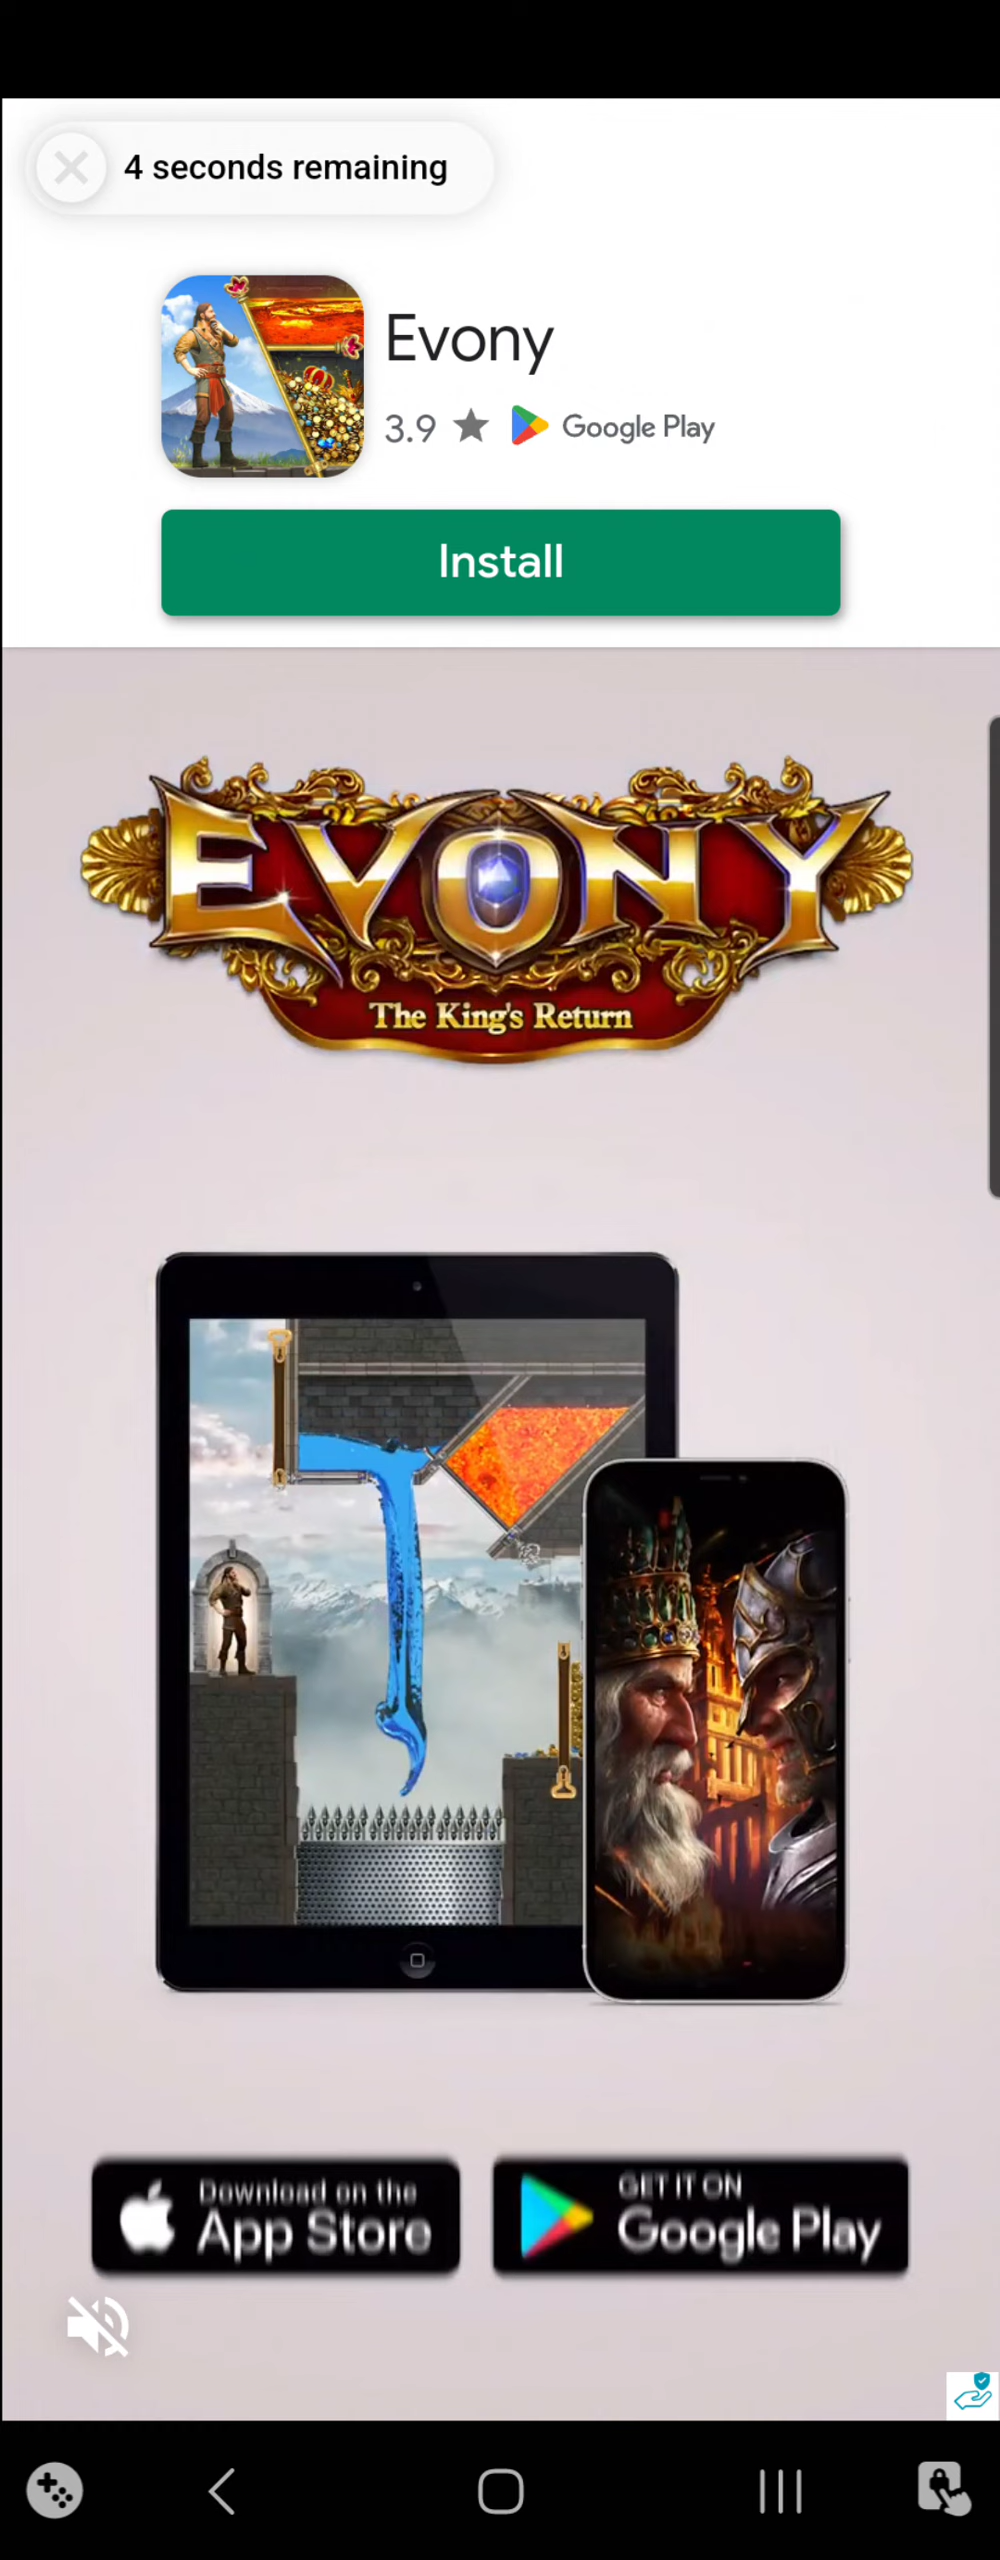 4 seconds remaining
Evony
3.9 ★ Google Play
Install
EVONY
The King's Return
Download on the
App Store
GET IT ON
Google Play